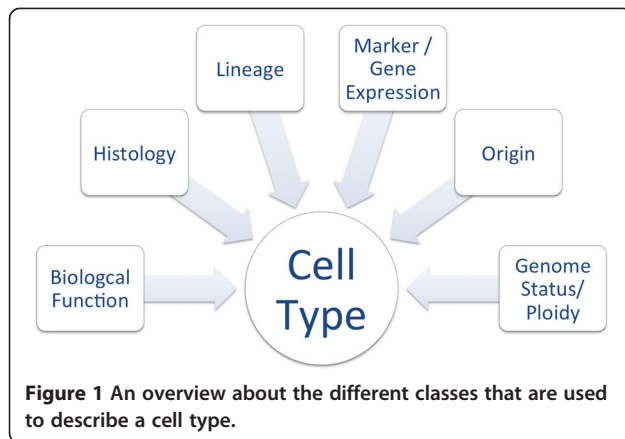 Lineage
Marker /
Gene
Expression
Histology
Origin
Biologcal
Function
Cell
Type
Genome
Status/
Ploidy
Figure 1 An overview about the different classes that are used
to describe a cell type.